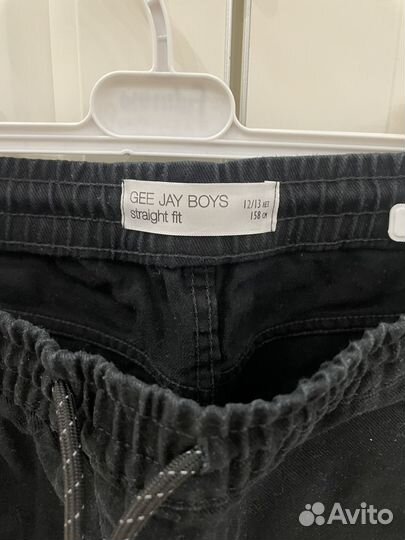 GEE JAY BOYS
straight fit
12/13 ЛЕТ
158 СМ
Avito